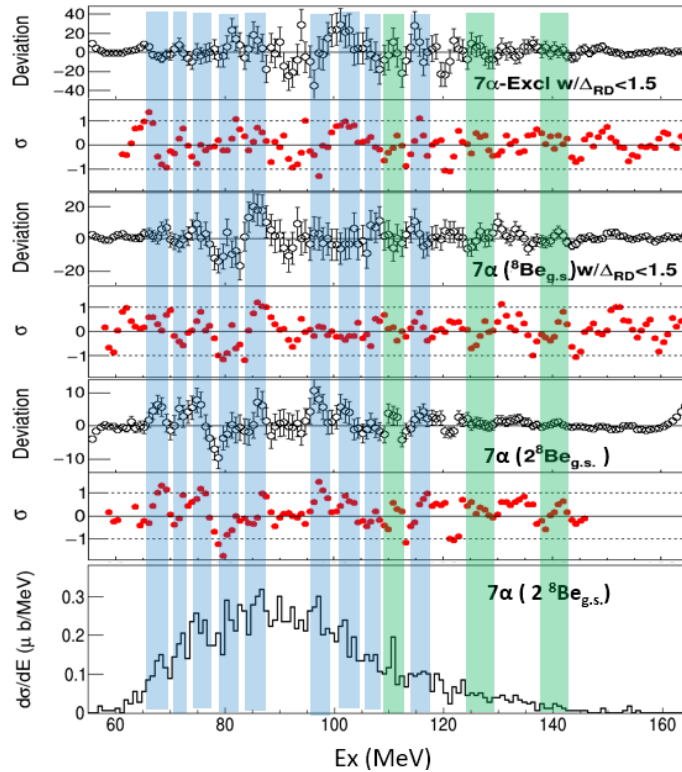 40
20
0
−20
−40
Deviation
7α-Excl w/Δ_RD<1.5
1
0
−1
σ
20
0
−20
Deviation
7α (⁸Be_g.s.)w/Δ_RD<1.5
1
0
−1
σ
10
0
−10
Deviation
7α (2⁸Be_g.s. )
1
0
−1
σ
0.3
0.2
0.1
0
dσ/dE (μ b/MeV)
7α ( 2 ⁸Be_g.s.)
60 80 100 120 140 160
Ex (MeV)